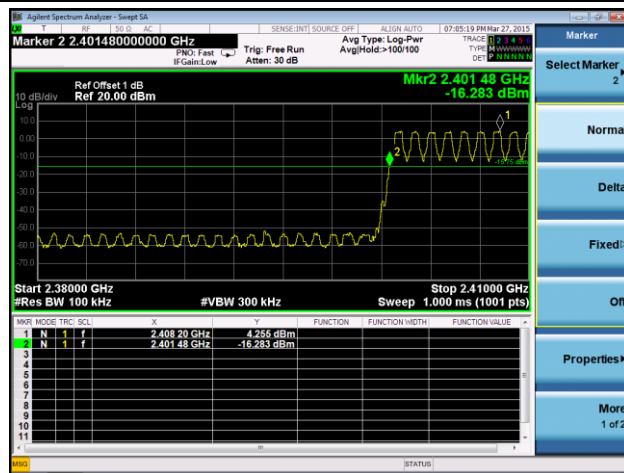 Agilent Spectrum Analyzer - Swept SA
T RF 50 Ω AC SENSE:INT SOURCE OFF ALIGN AUTO 07:05:19 PM Mar 27, 2015
Marker 2 2.401480000000 GHz
PNO: Fast
IFGain:Low
Trig: Free Run
Atten: 30 dB
Avg Type: Log-Pwr
Avg|Hold:>100/100
TRACE 1 2 3 4 5 6
TYPE M WWWWW
DET P NNNNN
Ref Offset 1 dB
Ref 20.00 dBm
10 dB/div
Log
Mkr2 2.401 48 GHz
-16.283 dBm
10.0
0.00
-10.0
-20.0
-30.0
-40.0
-50.0
-60.0
-70.0
1
2
-15.75 dBm
Start 2.38000 GHz
Stop 2.41000 GHz
#Res BW 100 kHz
#VBW 300 kHz
Sweep 1.000 ms (1001 pts)
MKR MODE TRC SCL X Y FUNCTION FUNCTION WIDTH FUNCTION VALUE
1 N 1 f 2.408 20 GHz 4.255 dBm
2 N 1 f 2.401 48 GHz -16.283 dBm
3
4
5
6
7
8
9
10
11
MSG
STATUS
Marker
Select Marker
2
Norma
Delta
Fixed
Off
Properties
More
1 of 2